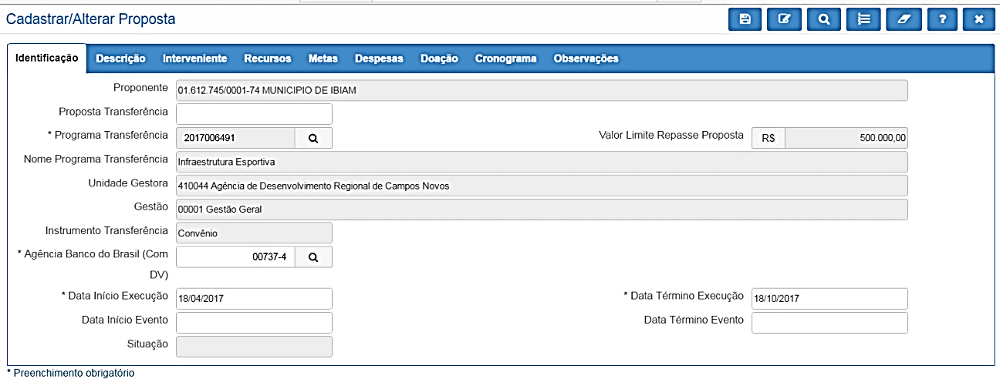 Cadastrar/Alterar Proposta
Identificação Descrição Interveniente Recursos Metas Despesas Doação Cronograma Observações
Proponente 01.612.745/0001-74 MUNICIPIO DE IBIAM
Proposta Transferência
* Programa Transferência 2017006491 Valor Limite Repasse Proposta R$ 500.000,00
Nome Programa Transferência Infraestrutura Esportiva
Unidade Gestora 410044 Agência de Desenvolvimento Regional de Campos Novos
Gestão 00001 Gestão Geral
Instrumento Transferência Convênio
* Agência Banco do Brasil (Com 00737-4
DV)
* Data Início Execução 18/04/2017 * Data Término Execução 18/10/2017
Data Início Evento Data Término Evento
Situação
* Preenchimento obrigatório